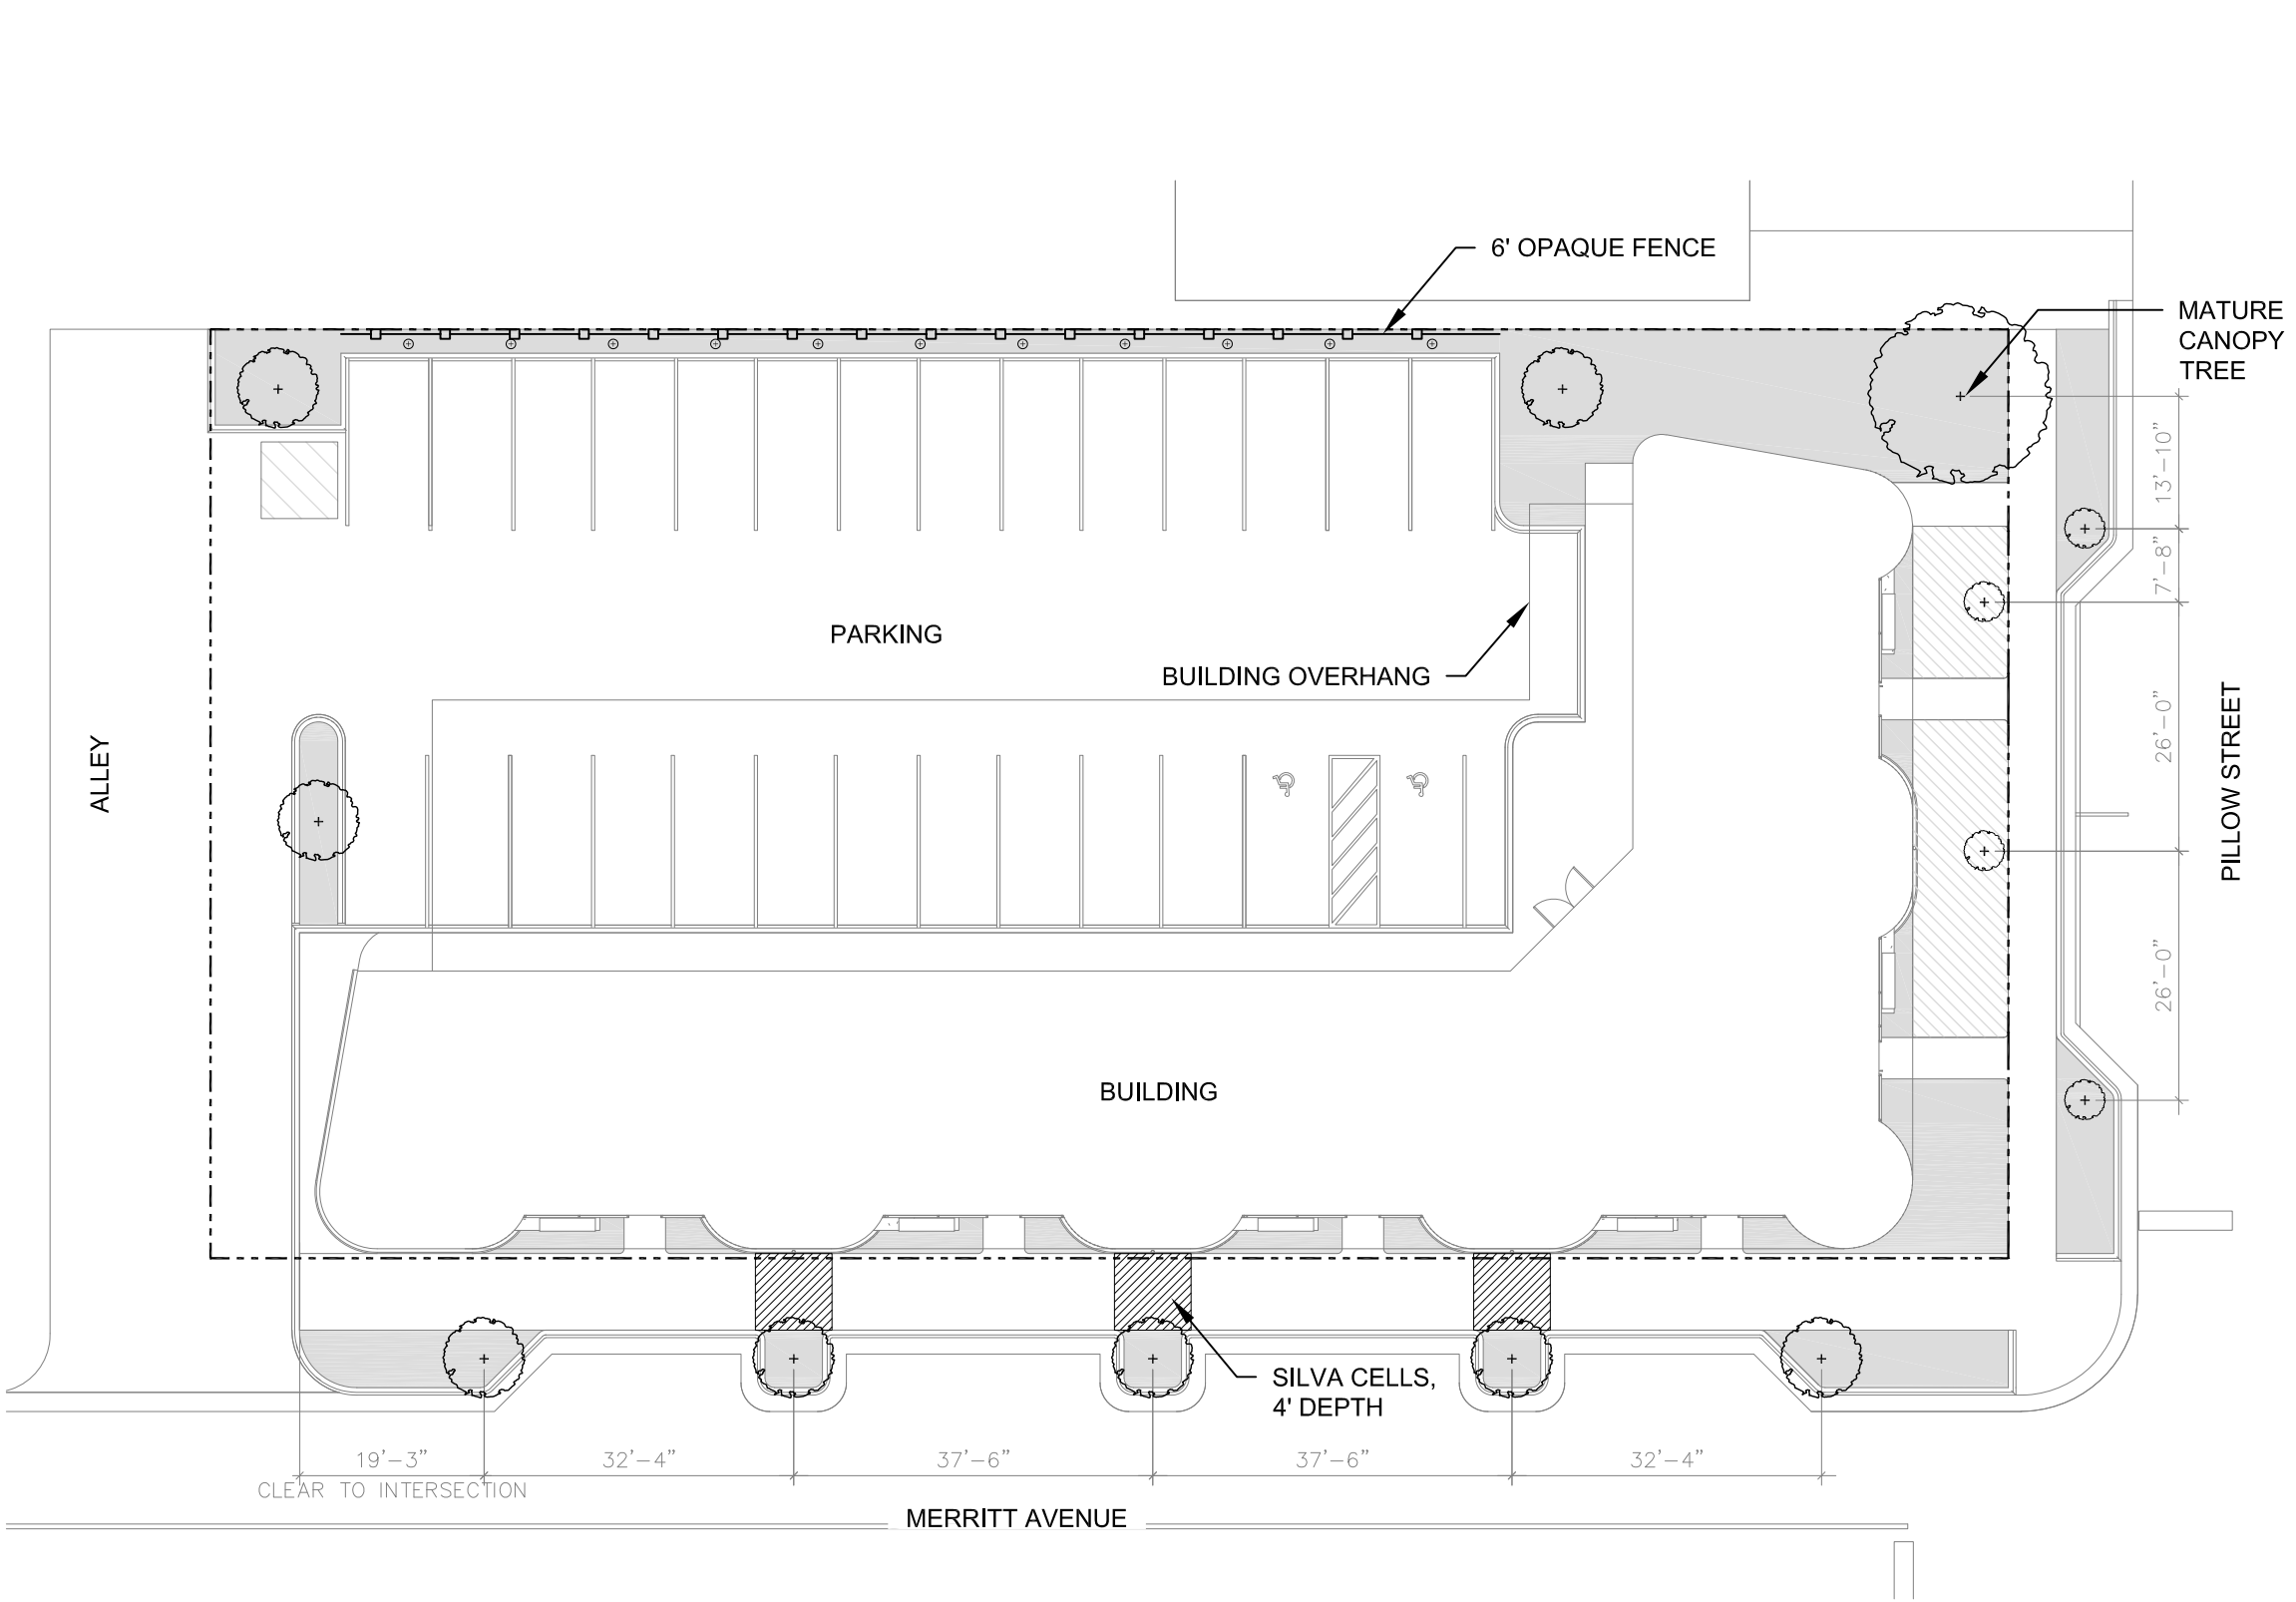 6' OPAQUE FENCE
MATURE
CANOPY
TREE
13'-10"
7'-8"
PARKING
BUILDING OVERHANG
26'-0"
PILLOW STREET
ALLEY
26'-0"
BUILDING
SILVA CELLS,
4' DEPTH
19'-3"
32'-4"
37'-6"
37'-6"
32'-4"
CLEAR TO INTERSECTION
MERRITT AVENUE